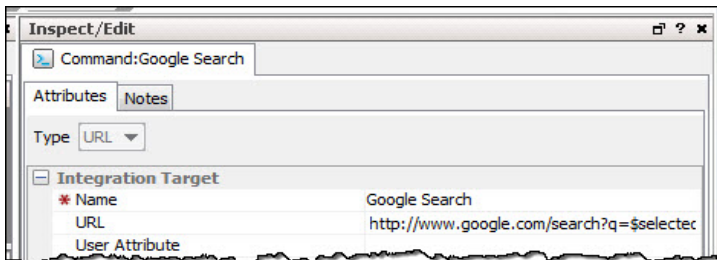 Inspect/Edit
Command:Google Search
Attributes Notes
Type URL
Integration Target
* Name Google Search
URL http://www.google.com/search?q=$selected
User Attribute